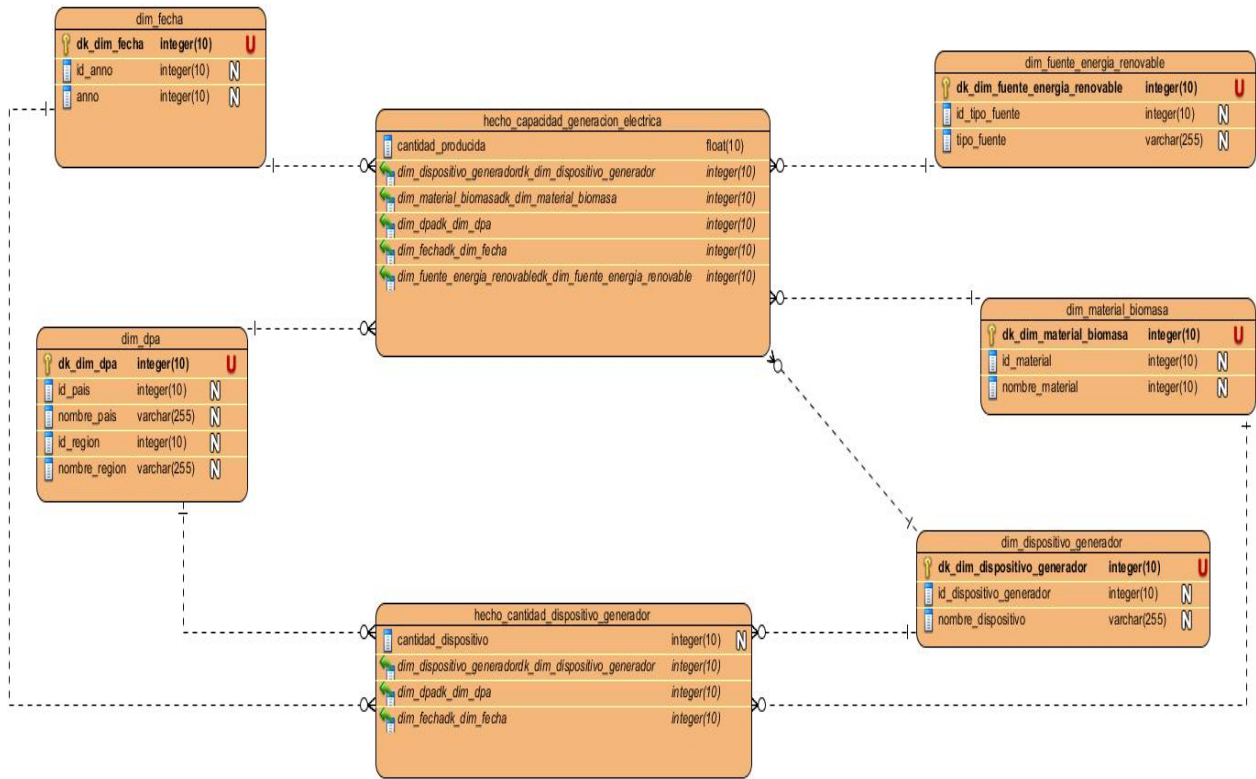 dim_fecha
dk_dim_fecha integer(10) U
id_anno integer(10) N
anno integer(10) N
hecho_capacidad_generacion_electrica
cantidad_producida float(10)
dim_dispositivo_generadordk_dim_dispositivo_generador integer(10)
dim_material_biomasadk_dim_material_biomasa integer(10)
dim_dpadk_dim_dpa integer(10)
dim_fechadk_dim_fecha integer(10)
dim_fuente_energia_renovabledk_dim_fuente_energia_renovable integer(10)
dim_fuente_energia_renovable
dk_dim_fuente_energia_renovable integer(10) U
id_tipo_fuente integer(10) N
tipo_fuente varchar(255) N
dim_dpa
dk_dim_dpa integer(10) U
id_pais integer(10) N
nombre_pais varchar(255) N
id_region integer(10) N
nombre_region varchar(255) N
dim_material_biomasa
dk_dim_material_biomasa integer(10) U
id_material integer(10) N
nombre_material integer(10) N
dim_dispositivo_generador
dk_dim_dispositivo_generador integer(10) U
id_dispositivo_generador integer(10) N
nombre_dispositivo varchar(255) N
hecho_cantidad_dispositivo_generador
cantidad_dispositivo integer(10) N
dim_dispositivo_generadordk_dim_dispositivo_generador integer(10)
dim_dpadk_dim_dpa integer(10)
dim_fechadk_dim_fecha integer(10)